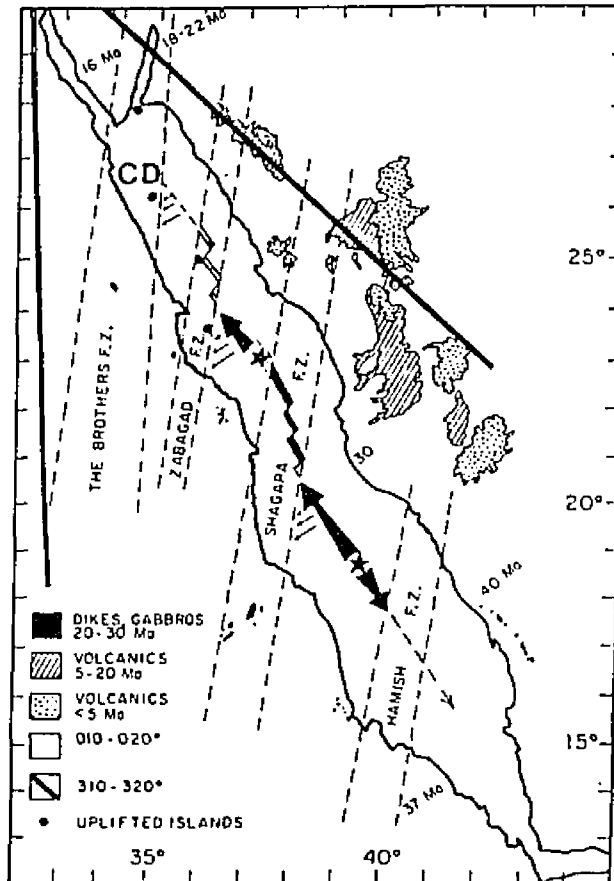 16 Ma
18-22 Ma
CD
25°
THE BROTHERS F.Z.
ZABAGAD
F.Z.
SHAGARA
F.Z.
30
20°
40 Ma
HAMISH
F.Z.
37 Ma
15°
DIKES, GABBROS
20-30 Ma
VOLCANICS
5-20 Ma
VOLCANICS
<5 Ma
010-020°
310-320°
UPLIFTED ISLANDS
35°
40°